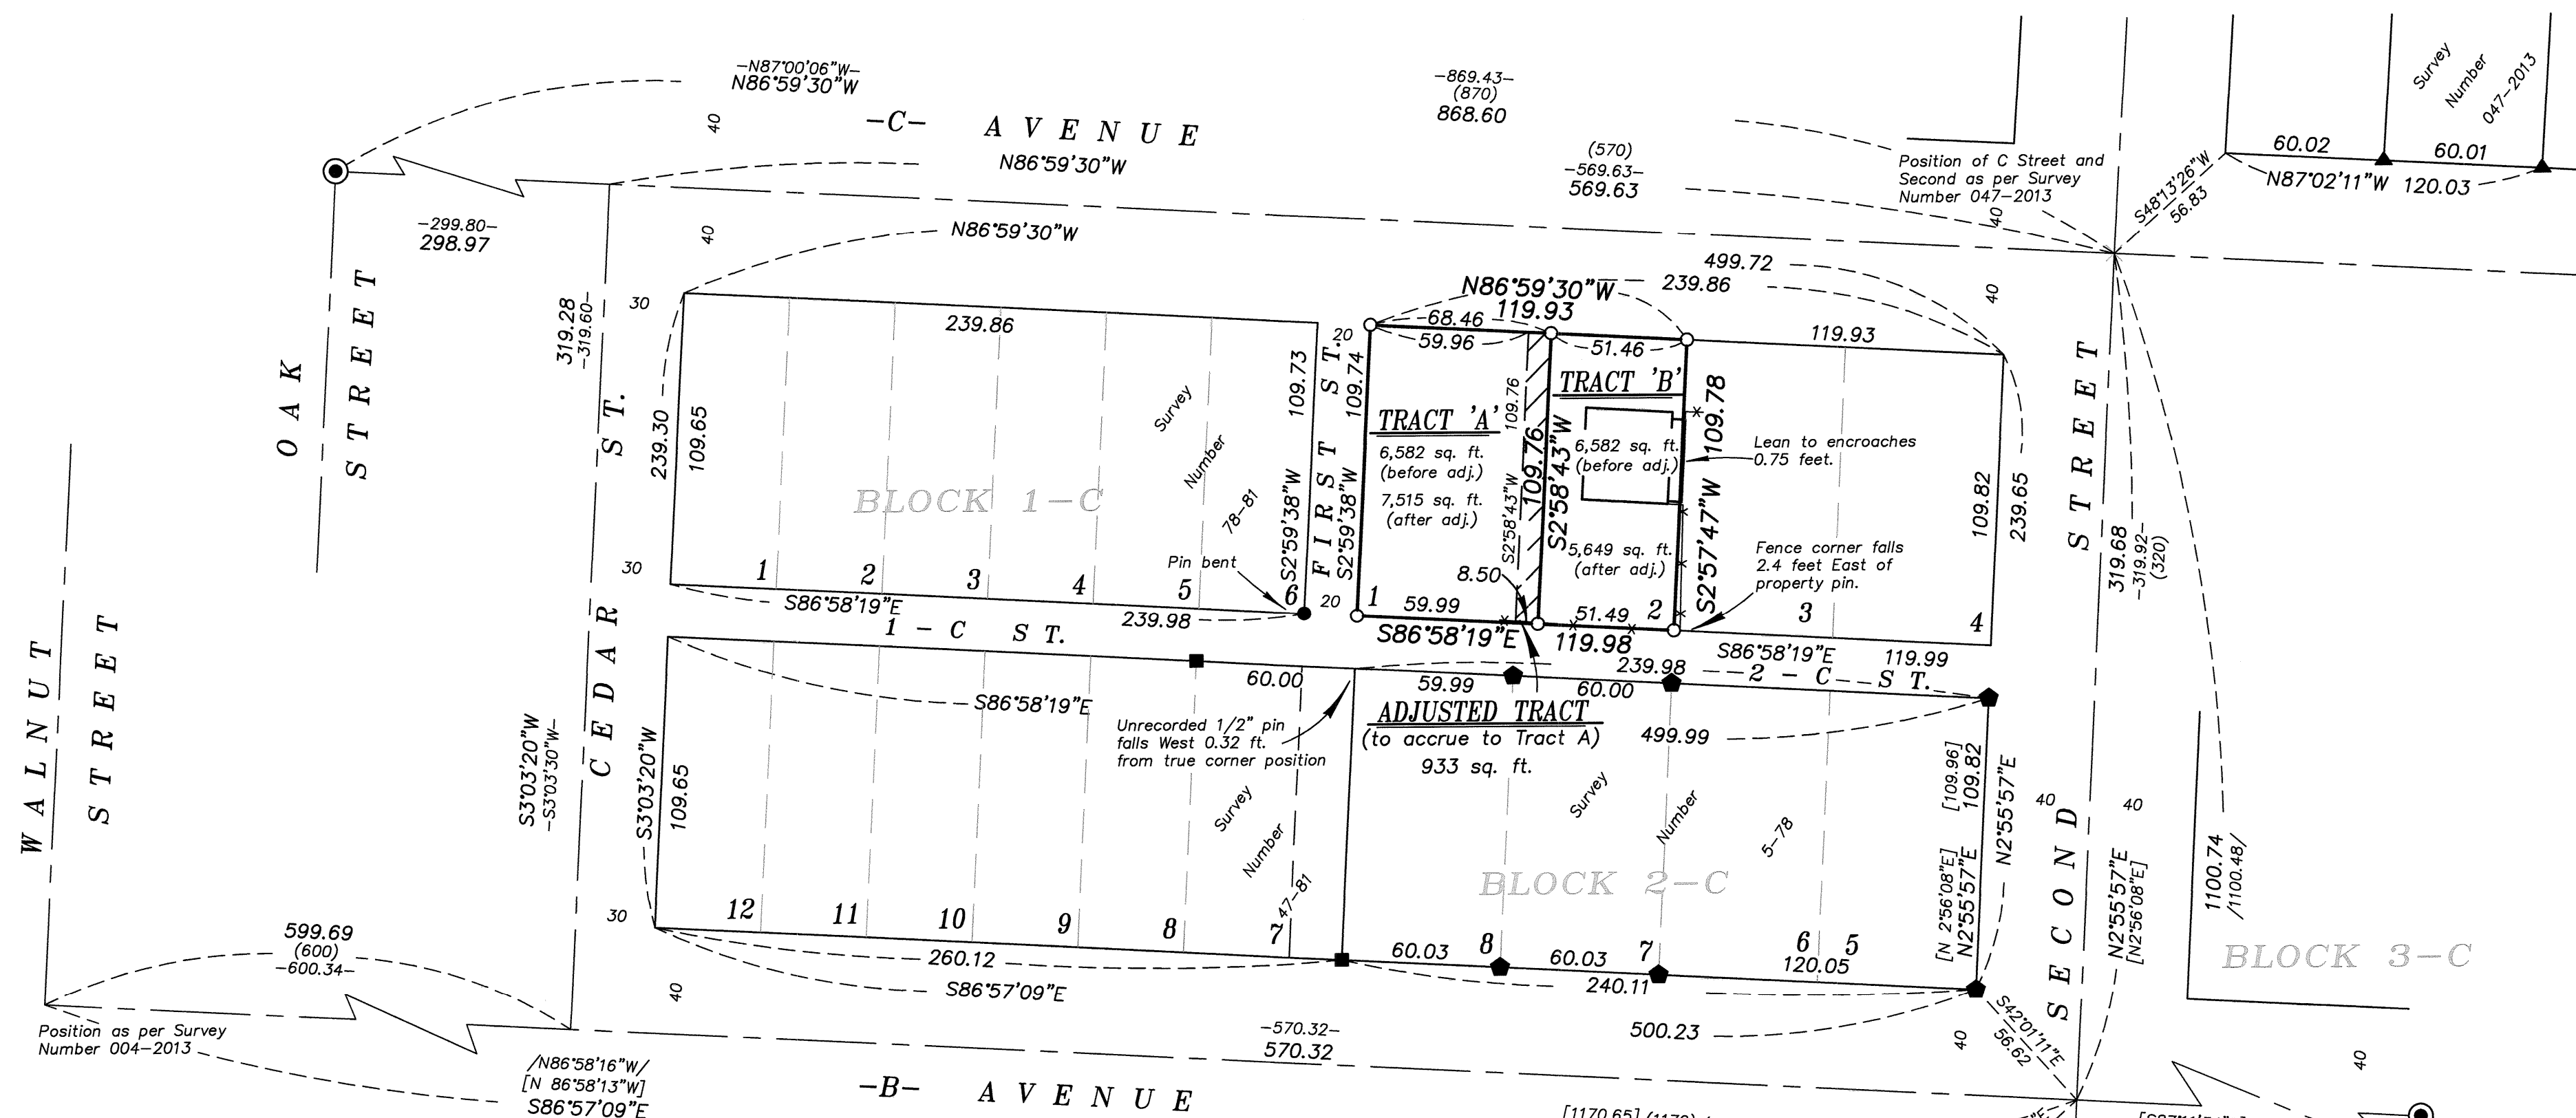 -N87°00'06"W-
N86°59'30"W
40
-C- AVENUE
N86°59'30"W
-869.43-
(870)
868.60
(570)
-569.63-
569.63
Position of C Street and
Second as per Survey
Number 047-2013
40
S48°13'26"W
56.83
60.02
60.01
N87°02'11"W 120.03
Survey
Number
047-2013
-299.80-
298.97
OAK
STREET
40
N86°59'30"W
319.28
-319.60-
30
239.30
109.65
239.86
Survey
Number
78-81
BLOCK 1-C
1
2
3
4
5
6
Pin bent
30
S86°58'19"E
239.98
1-C ST.
109.73
S2°59'38"W
FIRST ST.
20
20
109.74
S2°59'38"W
499.72
239.86
N86°59'30"W
119.93
68.46
59.96
51.46
119.93
40
TRACT 'A'
6,582 sq. ft.
(before adj.)
7,515 sq. ft.
(after adj.)
109.76
S2°58'43"W
109.76
S2°58'43"W
TRACT 'B'
6,582 sq. ft.
(before adj.)
5,649 sq. ft.
(after adj.)
109.78
S2°57'47"W
Lean to encroaches
0.75 feet.
Fence corner falls
2.4 feet East of
property pin.
8.50
1
59.99
51.49
2
3
4
S86°58'19"E
119.98
S86°58'19"E
119.99
109.82
239.65
SECOND STREET
319.68
-319.92-
(320)
239.98
2-C ST.
60.00
59.99
60.00
S86°58'19"E
Unrecorded 1/2" pin
falls West 0.32 ft.
from true corner position
ADJUSTED TRACT
(to accrue to Tract A)
933 sq. ft.
499.99
WALNUT
STREET
CEDAR ST.
S3°03'20"W
-S3°03'30"W-
S3°03'20"W
109.65
Survey
Number
47-81
Survey
Number
5-78
BLOCK 2-C
[109.96]
109.82
[N 2°56'08"E]
N2°55'57"E
N2°55'57"E
40
40
N2°55'57"E
[N2°56'08"E]
1100.74
/1100.48/
BLOCK 3-C
12
11
10
9
8
7
8
7
6
5
30
260.12
60.03
60.03
120.05
240.11
S86°57'09"E
40
500.23
40
S42°01'11"E
56.62
40
599.69
(600)
-600.34-
Position as per Survey
Number 004-2013
-570.32-
570.32
/N86°58'16"W/
[N 86°58'13"W]
S86°57'09"E
-B- AVENUE